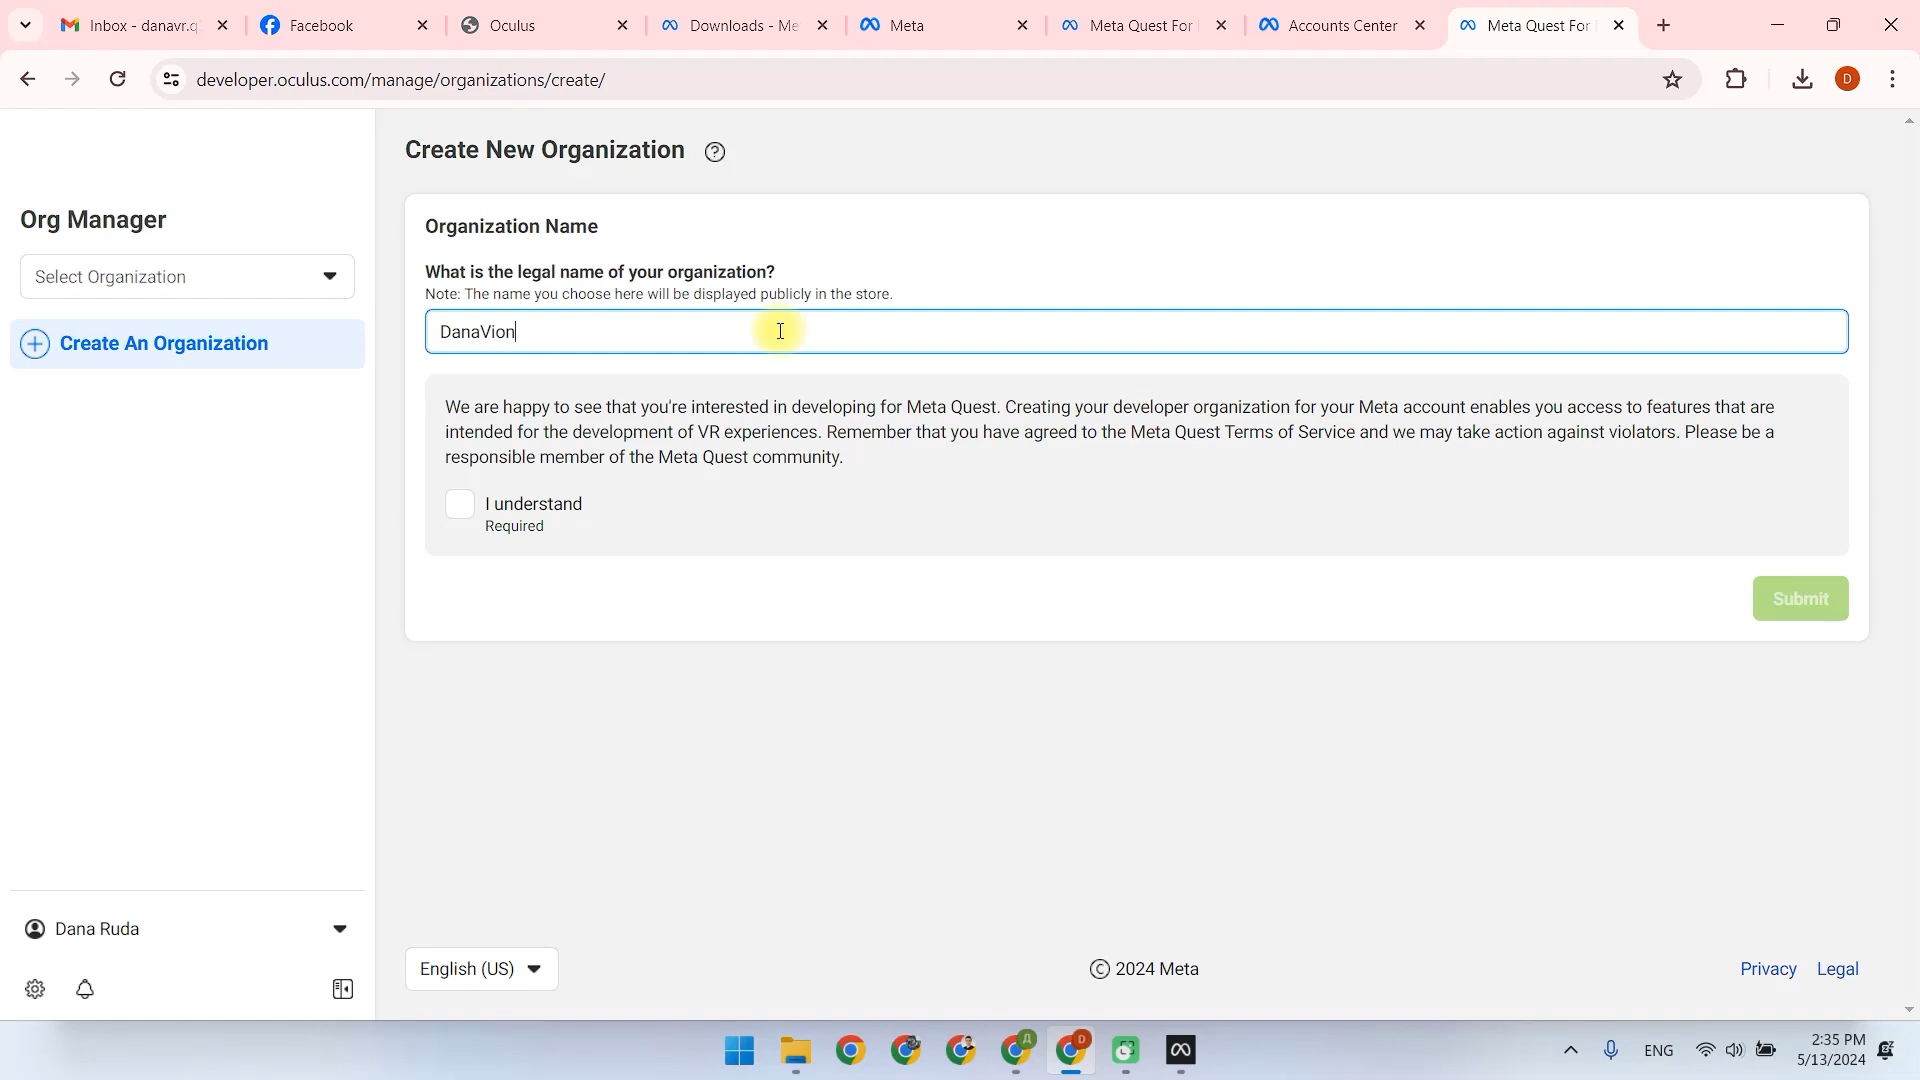 Inbox - danavr.q
Facebook
Oculus
Downloads - Me
Meta
Meta Quest For
Accounts Center
Meta Quest For
developer.oculus.com/manage/organizations/create/
D
Org Manager
Select Organization
Create An Organization
Create New Organization
Organization Name
What is the legal name of your organization?
Note: The name you choose here will be displayed publicly in the store.
DanaVion
We are happy to see that you're interested in developing for Meta Quest. Creating your developer organization for your Meta account enables you access to features that are
intended for the development of VR experiences. Remember that you have agreed to the Meta Quest Terms of Service and we may take action against violators. Please be a
responsible member of the Meta Quest community.
I understand
Required
Submit
Dana Ruda
English (US)
© 2024 Meta
Privacy
Legal
Д
D
ENG
2:35 PM
5/13/2024